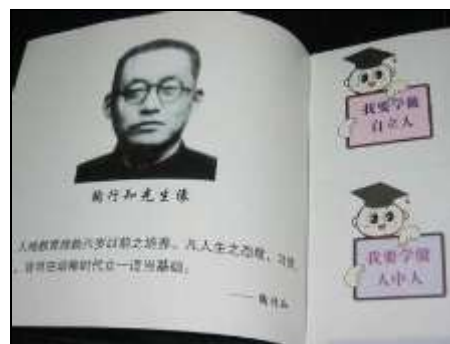 陶行知先生像
人格教育端赖六岁以前之培养。凡人生之态度、习惯、
皆可在幼稚时代立一适当基础。
—— 陶行知
我要学做
自立人
我要学做
人中人